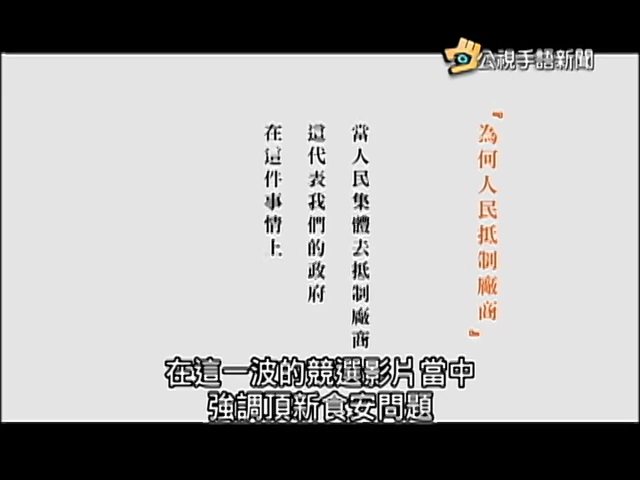 公視手語新聞
『為何人民抵制廠商』
當人民集體去抵制廠商
這代表我們的政府
在這件事情上
在這一波的競選影片當中
強調頂新食安問題